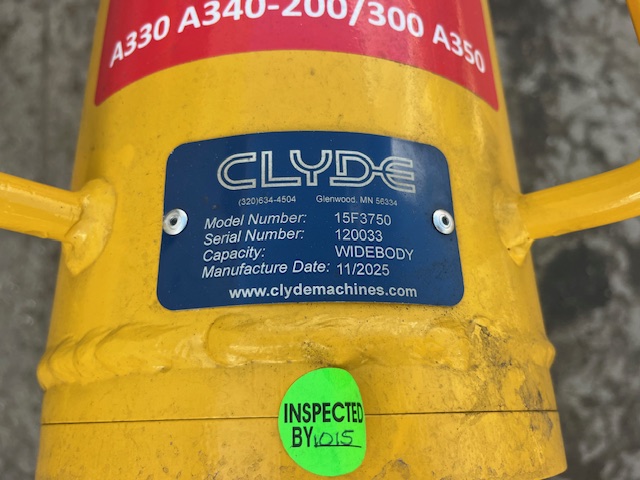 A330 A340-200/300 A350
CLYDE
(320)634-4504 Glenwood, MN 56334
Model Number: 15F3750
Serial Number: 120033
Capacity: WIDEBODY
Manufacture Date: 11/2025
www.clydemachines.com
INSPECTED
BY 1015